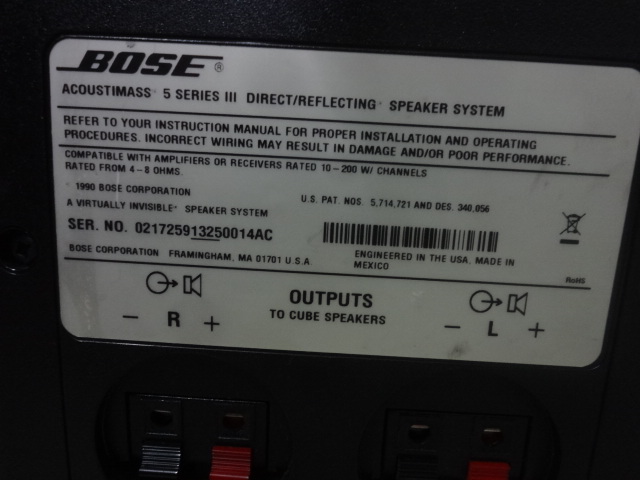 BOSE ®
ACOUSTIMASS® 5 SERIES III DIRECT/REFLECTING® SPEAKER SYSTEM
REFER TO YOUR INSTRUCTION MANUAL FOR PROPER INSTALLATION AND OPERATING
PROCEDURES. INCORRECT WIRING MAY RESULT IN DAMAGE AND/OR POOR PERFORMANCE.
COMPATIBLE WITH AMPLIFIERS OR RECEIVERS RATED 10-200 W/ CHANNELS
RATED FROM 4-8 OHMS.
© 1990 BOSE CORPORATION
U.S. PAT. NOS. 5,714,721 AND DES. 340,056
A VIRTUALLY INVISIBLE® SPEAKER SYSTEM
SER. NO. 021725913250014AC
BOSE CORPORATION FRAMINGHAM, MA 01701 U.S.A.
ENGINEERED IN THE USA. MADE IN
MEXICO
RoHS
OUTPUTS
TO CUBE SPEAKERS
− R +
− L +